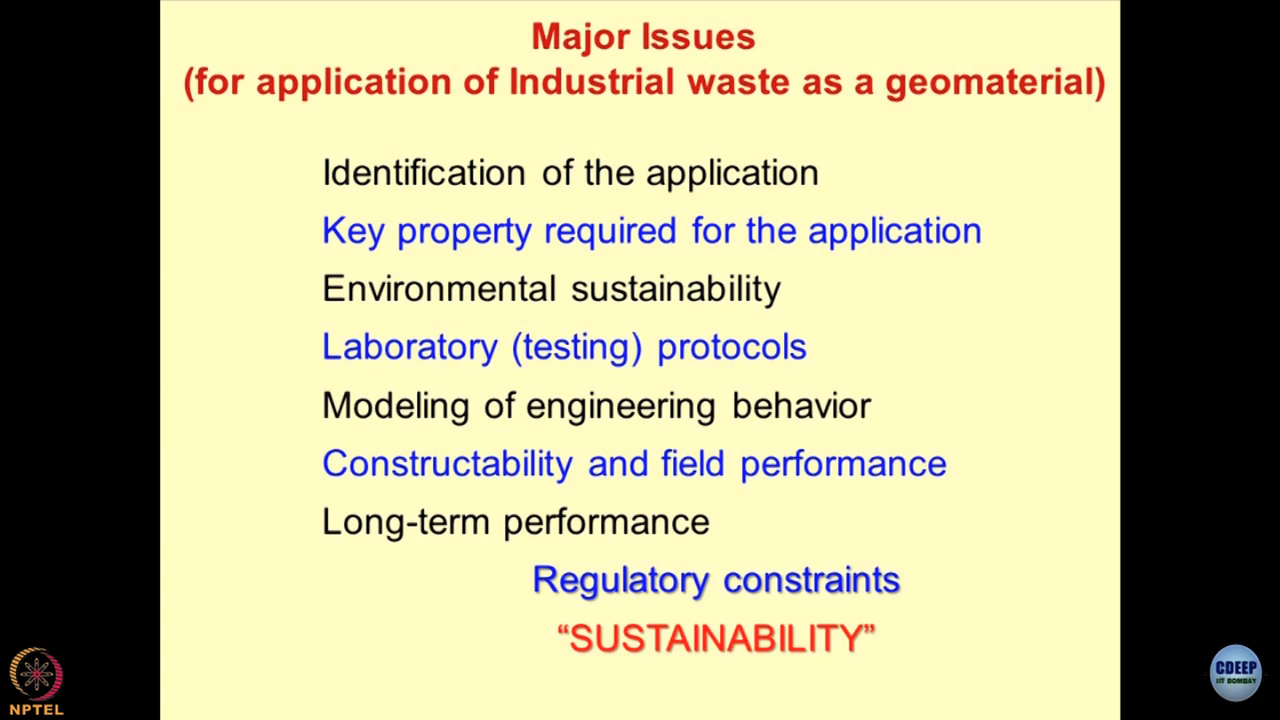 Major Issues
(for application of Industrial waste as a geomaterial)
Identification of the application
Key property required for the application
Environmental sustainability
Laboratory (testing) protocols
Modeling of engineering behavior
Constructability and field performance
Long-term performance
Regulatory constraints
“SUSTAINABILITY”
NPTEL
CDEEP
IIT BOMBAY